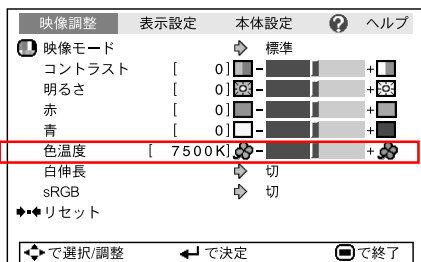 映像調整 表示設定 本体設定 ? ヘルプ
映像モード 標準
コントラスト [ 0] - +
明るさ [ 0] - +
赤 [ 0] - +
青 [ 0] - +
色温度 [ 7500K] - +
白伸長 切
sRGB 切
リセット
で選択/調整 で決定 で終了